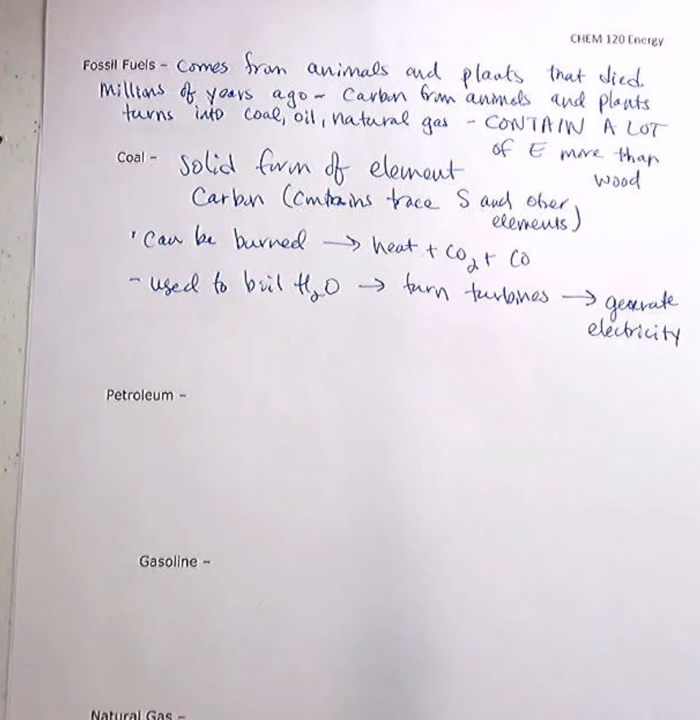 CHEM 120 Energy
Fossil Fuels - Comes from animals and plants that died
Millions of years ago - Carbon from animals and plants
turns into coal, oil, natural gas - CONTAIN A LOT
of E more than
wood
Coal - Solid form of element
Carbon (contains trace S and other
elements)
· Can be burned → heat + CO₂ + CO
- used to boil H₂O → turn turbines → generate
electricity
Petroleum -
Gasoline -
Natural Gas -